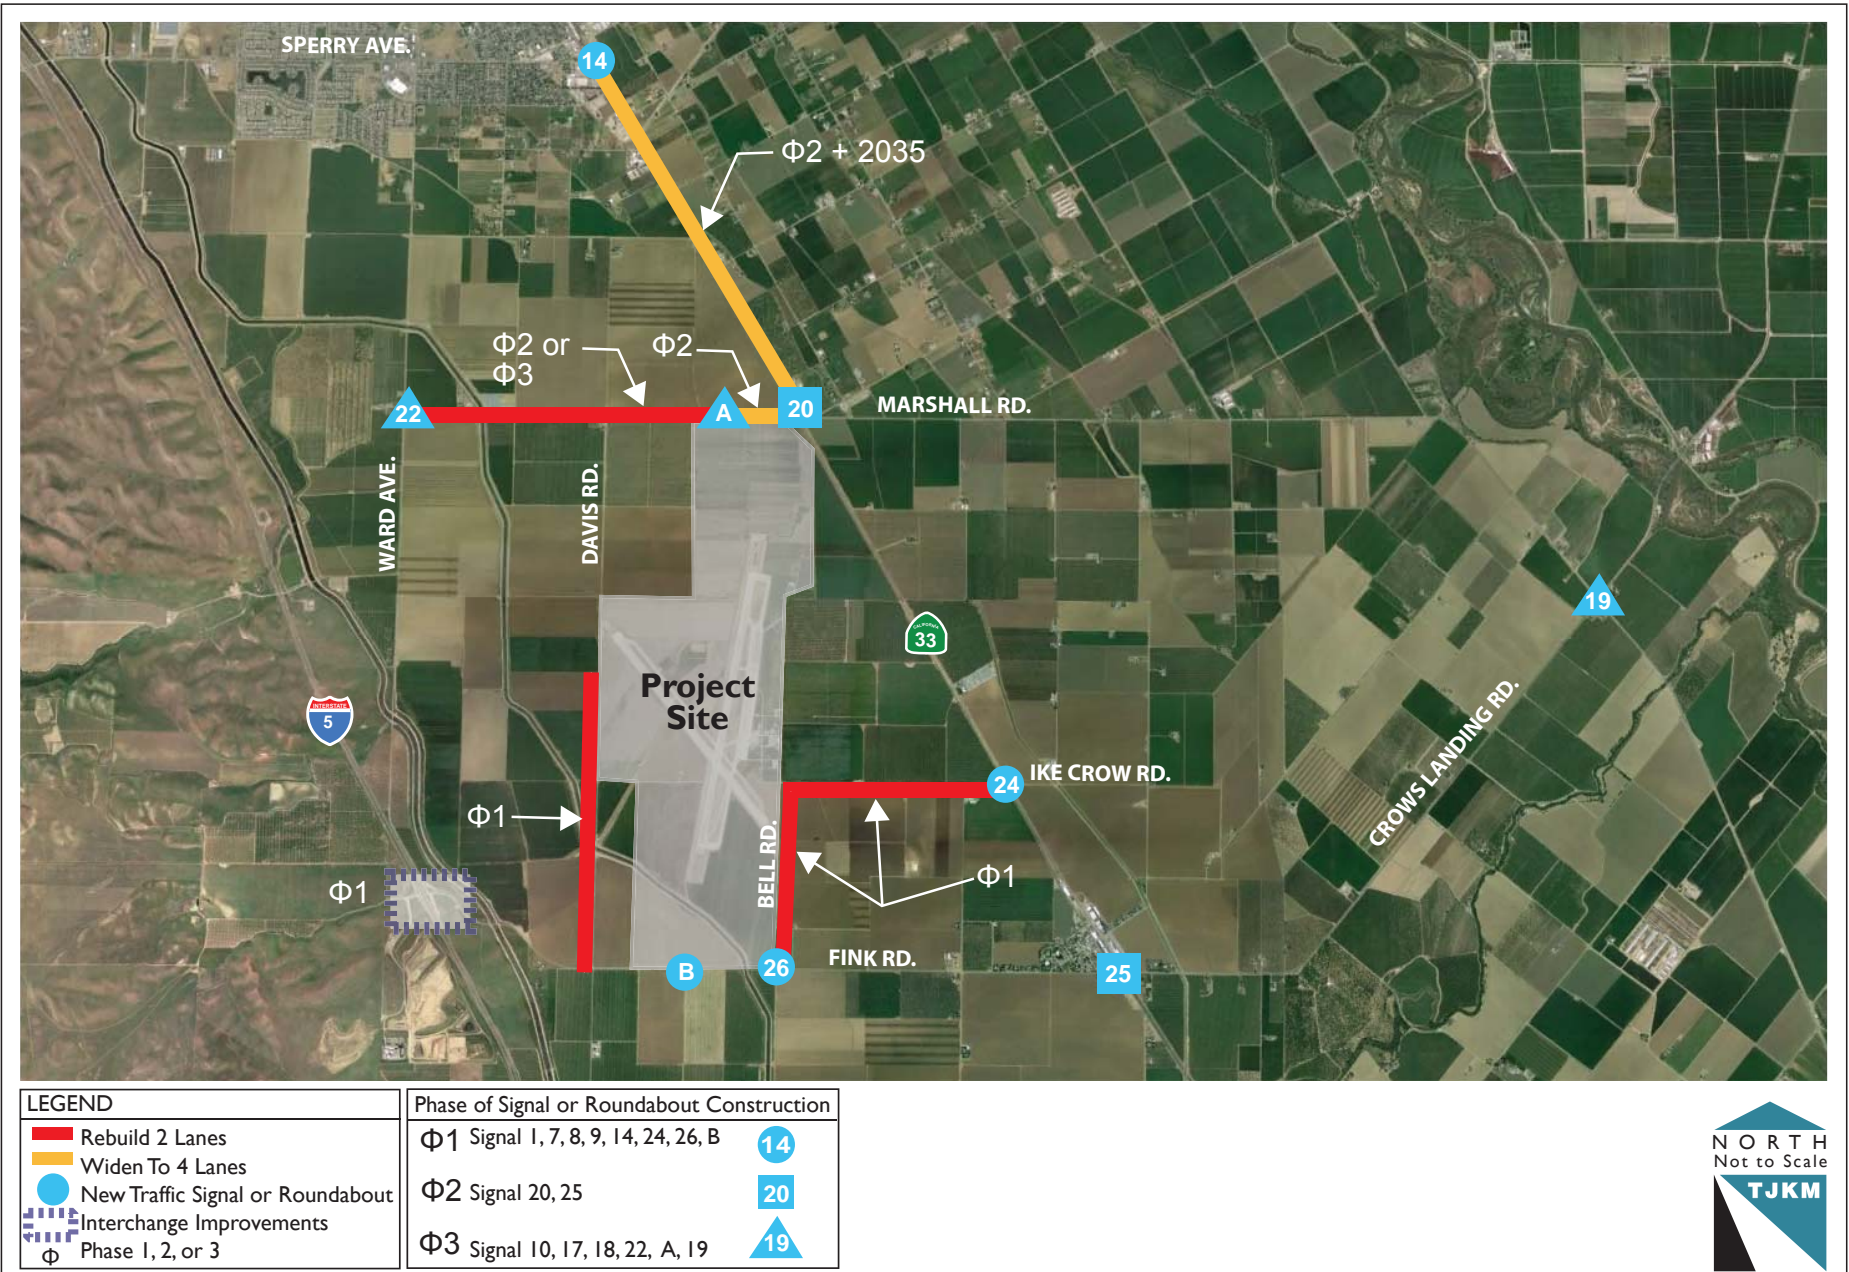 SPERRY AVE.
14
Φ2 + 2035
Φ2 or
Φ3
Φ2
22
A
20
MARSHALL RD.
WARD AVE.
DAVIS RD.
19
CALIFORNIA
33
Project
Site
INTERSTATE
5
CROWS LANDING RD.
24
IKE CROW RD.
Φ1
BELL RD.
Φ1
Φ1
B
26
FINK RD.
25
LEGEND
Rebuild 2 Lanes
Widen To 4 Lanes
New Traffic Signal or Roundabout
Interchange Improvements
Φ Phase 1, 2, or 3
Phase of Signal or Roundabout Construction
Φ1 Signal 1, 7, 8, 9, 14, 24, 26, B 14
Φ2 Signal 20, 25 20
Φ3 Signal 10, 17, 18, 22, A, 19 19
NORTH
Not to Scale
TJKM